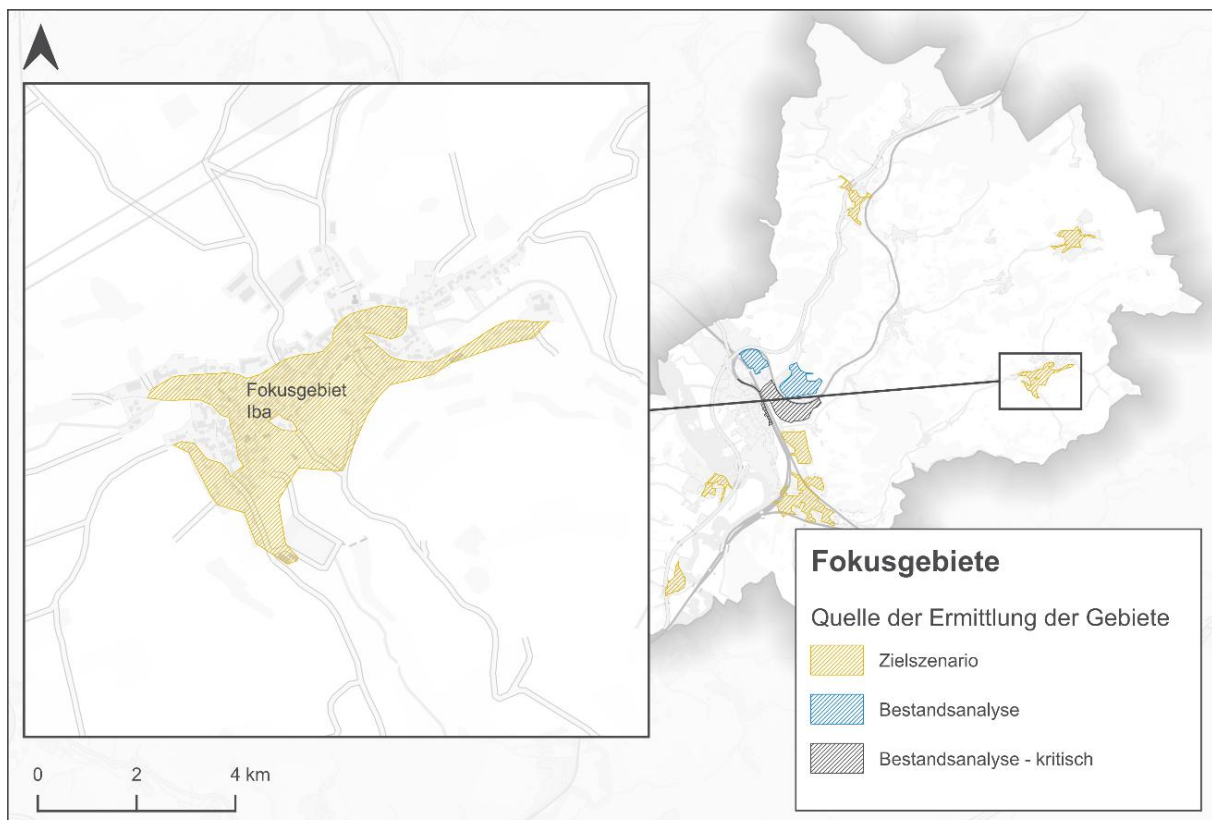 Fokusgebiet
Iba
Fokusgebiete
Quelle der Ermittlung der Gebiete
Zielszenario
Bestandsanalyse
Bestandsanalyse - kritisch
0 2 4 km